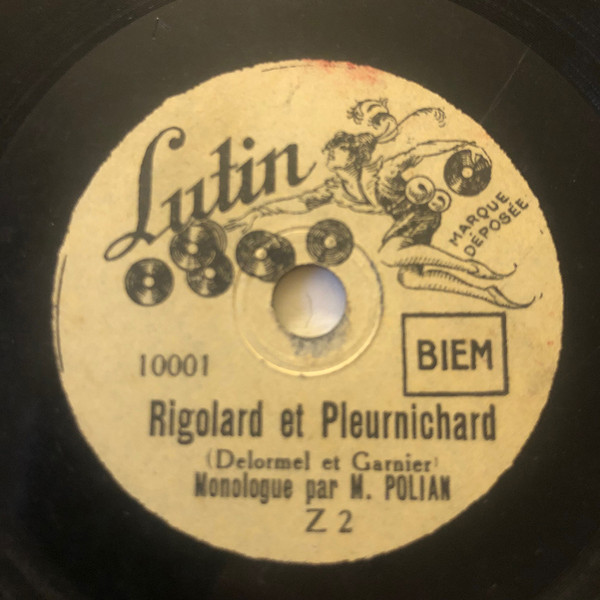 Lutin
MARQUE
DÉPOSÉE
10001
BIEM
Rigolard et Pleurnichard
(Delormel et Garnier)
Monologue par M. POLIAN
Z 2